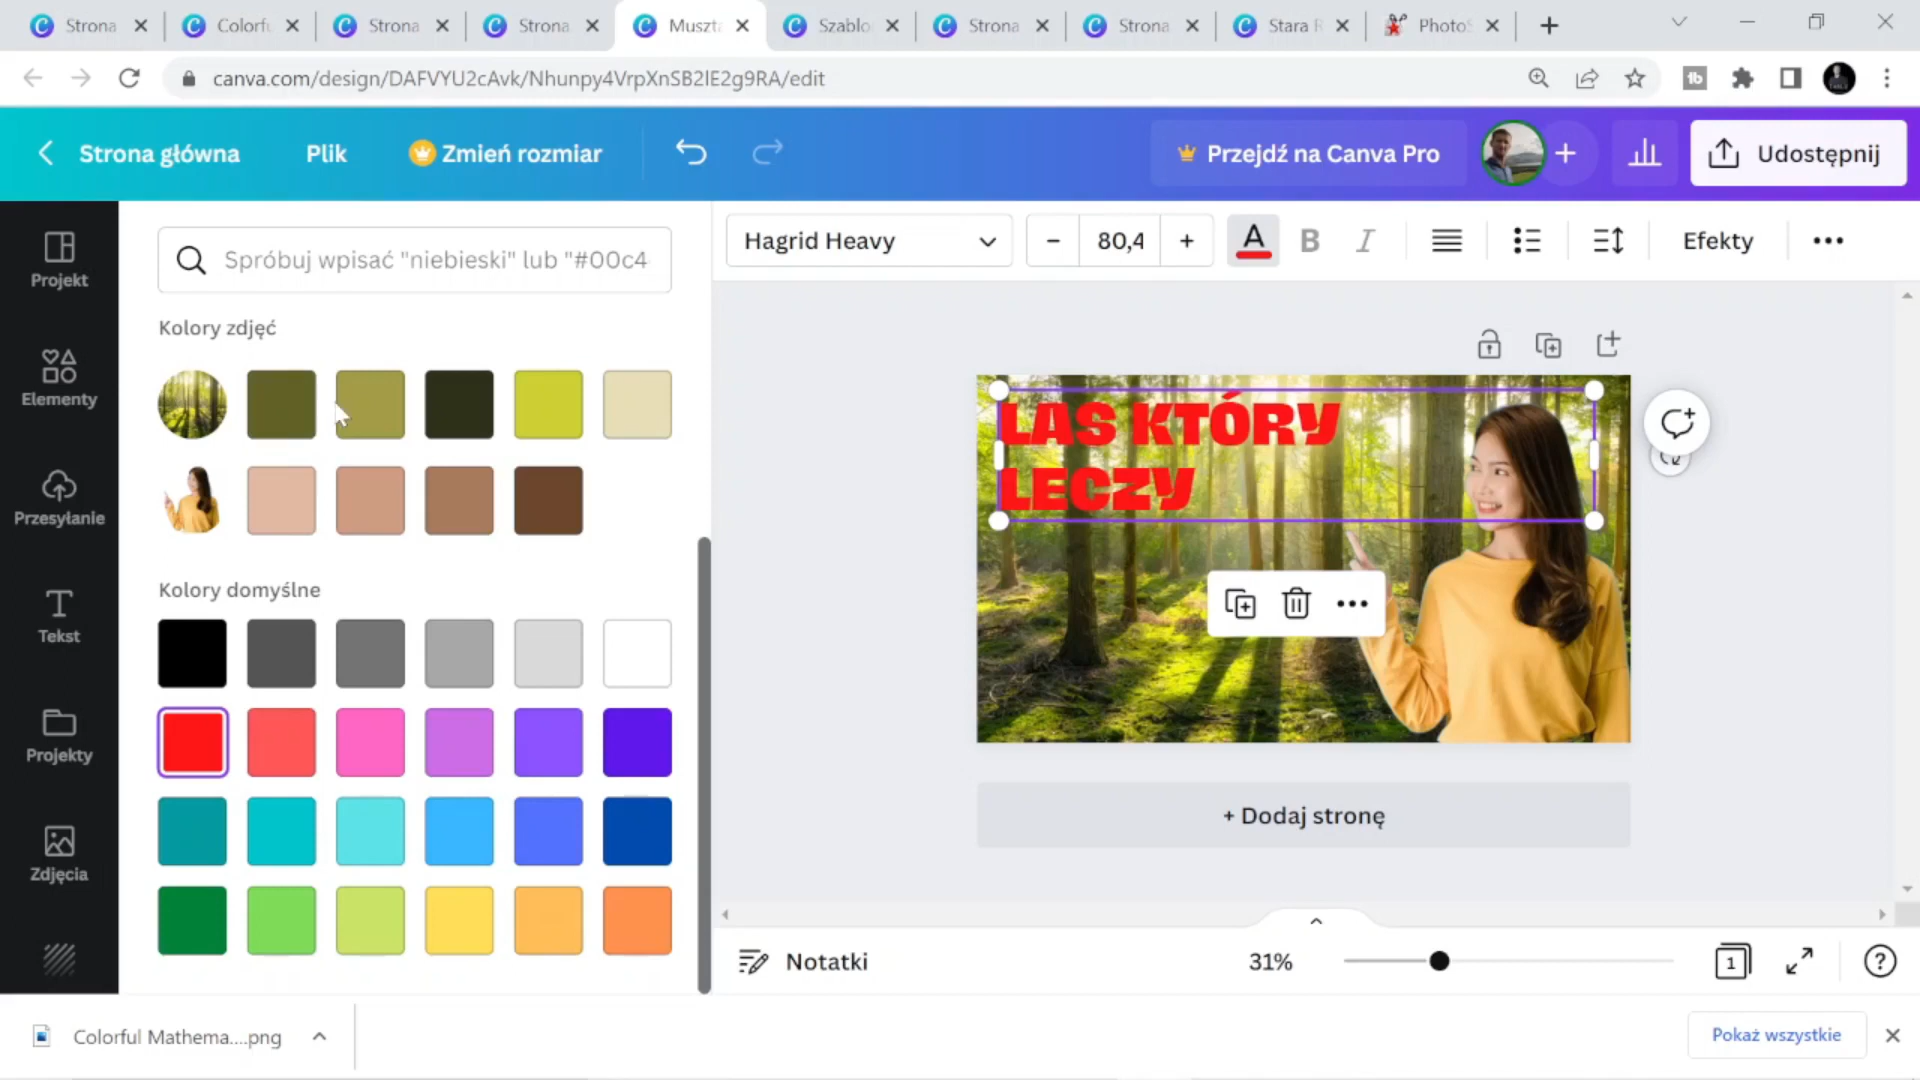 Strona
Colorfu
Strona
Strona
Muszta
Szablo
Strona
Strona
Stara R
PhotoS
canva.com/design/DAFVYU2cAvk/Nhunpy4VrpXnSB2lE2g9RA/edit
Strona główna
Plik
Zmień rozmiar
Przejdź na Canva Pro
Udostępnij
Projekt
Elementy
Przesyłanie
Tekst
Projekty
Zdjęcia
Spróbuj wpisać "niebieski" lub "#00c4
Kolory zdjęć
Kolory domyślne
Hagrid Heavy
80,4
A
B
I
Efekty
LAS KTÓRY
LECZY
+ Dodaj stronę
Notatki
31%
1
Colorful Mathema....png
Pokaż wszystkie